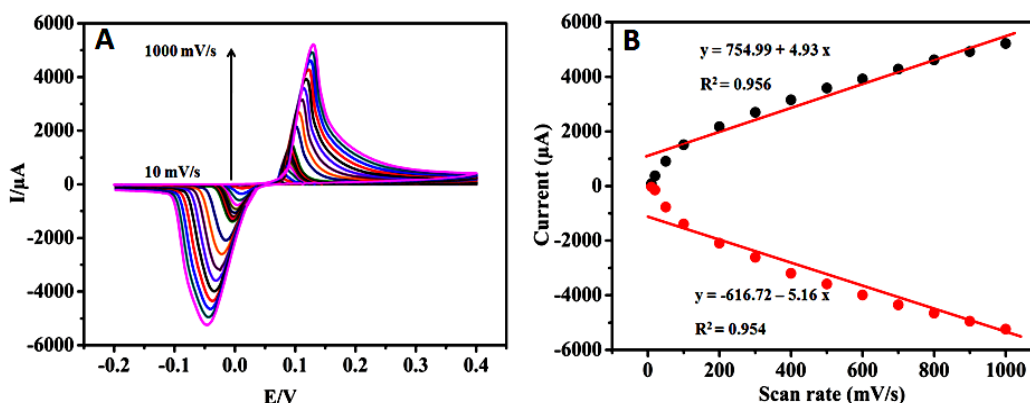 A
1000 mV/s
10 mV/s
I/µA
6000
4000
2000
0
-2000
-4000
-6000
-0.2 -0.1 0.0 0.1 0.2 0.3 0.4
E/V
B
y = 754.99 + 4.93 x
R² = 0.956
y = -616.72 – 5.16 x
R² = 0.954
Current (µA)
6000
4000
2000
0
-2000
-4000
-6000
0 200 400 600 800 1000
Scan rate (mV/s)